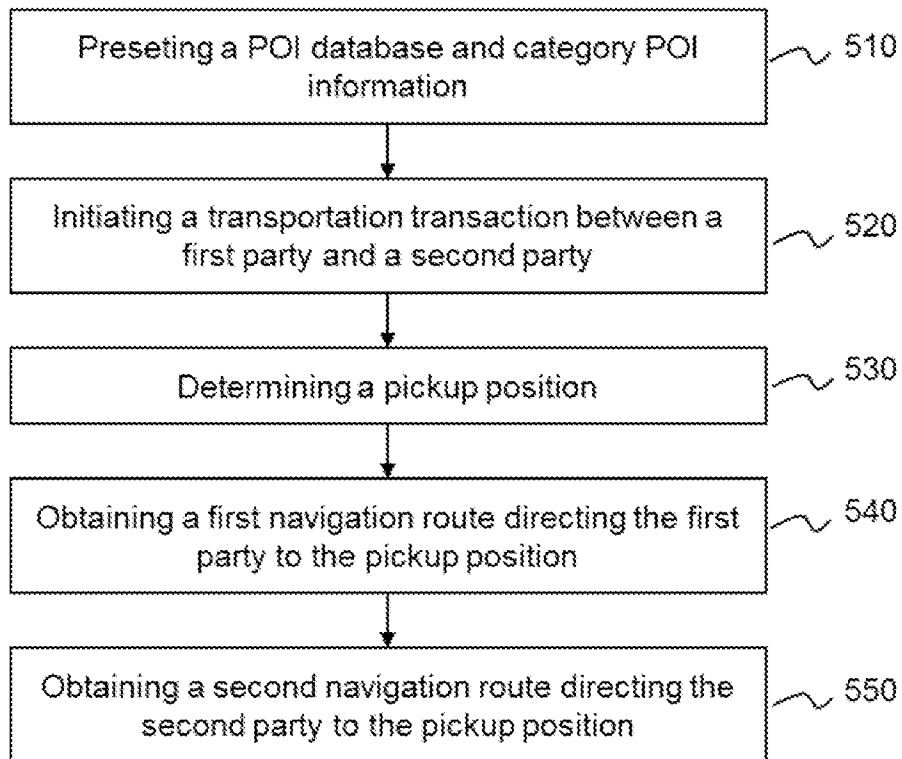 Preseting a POI database and category POI
information
510
Initiating a transportation transaction between a
first party and a second party
520
Determining a pickup position
530
Obtaining a first navigation route directing the first
party to the pickup position
540
Obtaining a second navigation route directing the
second party to the pickup position
550